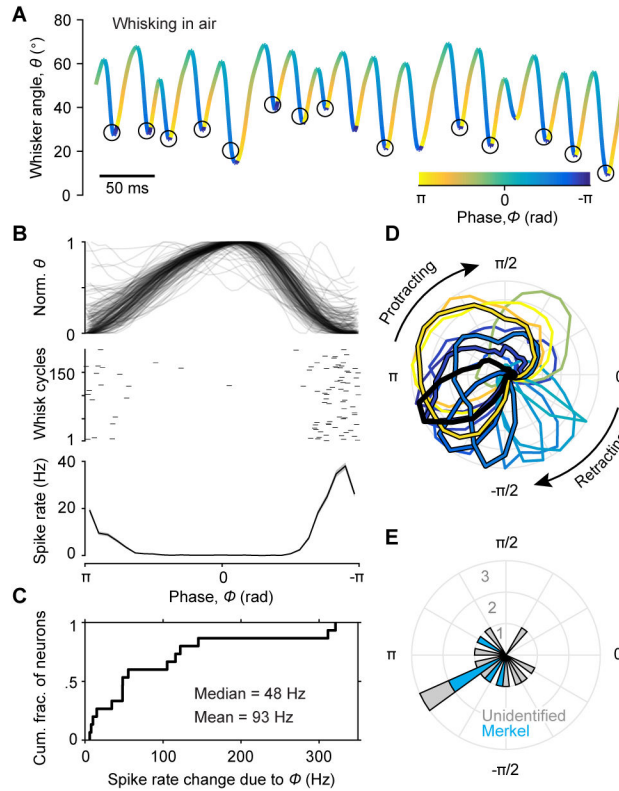 A
Whisking in air
Whisker angle, θ (°)
80
60
40
20
0
50 ms
π
0
-π
Phase, Φ (rad)
B
Norm. θ
1
0
Whisk cycles
150
1
Spike rate (Hz)
40
20
0
π
0
-π
Phase, Φ (rad)
C
Cum. frac. of neurons
1
.5
0
Median = 48 Hz
Mean = 93 Hz
0
100
200
300
Spike rate change due to Φ (Hz)
D
π/2
Protracting
π
0
Retracting
-π/2
E
π/2
3
2
1
π
0
Unidentified
Merkel
-π/2